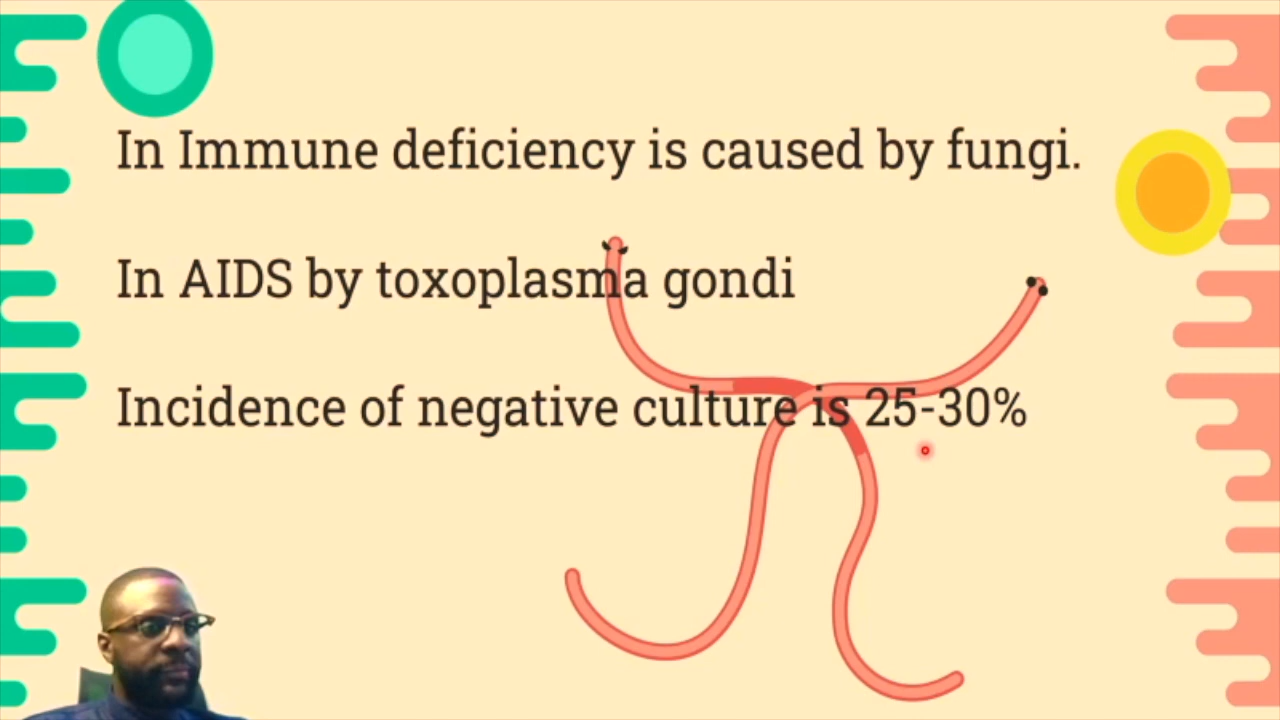 In Immune deficiency is caused by fungi.
In AIDS by toxoplasma gondi
Incidence of negative culture is 25-30%